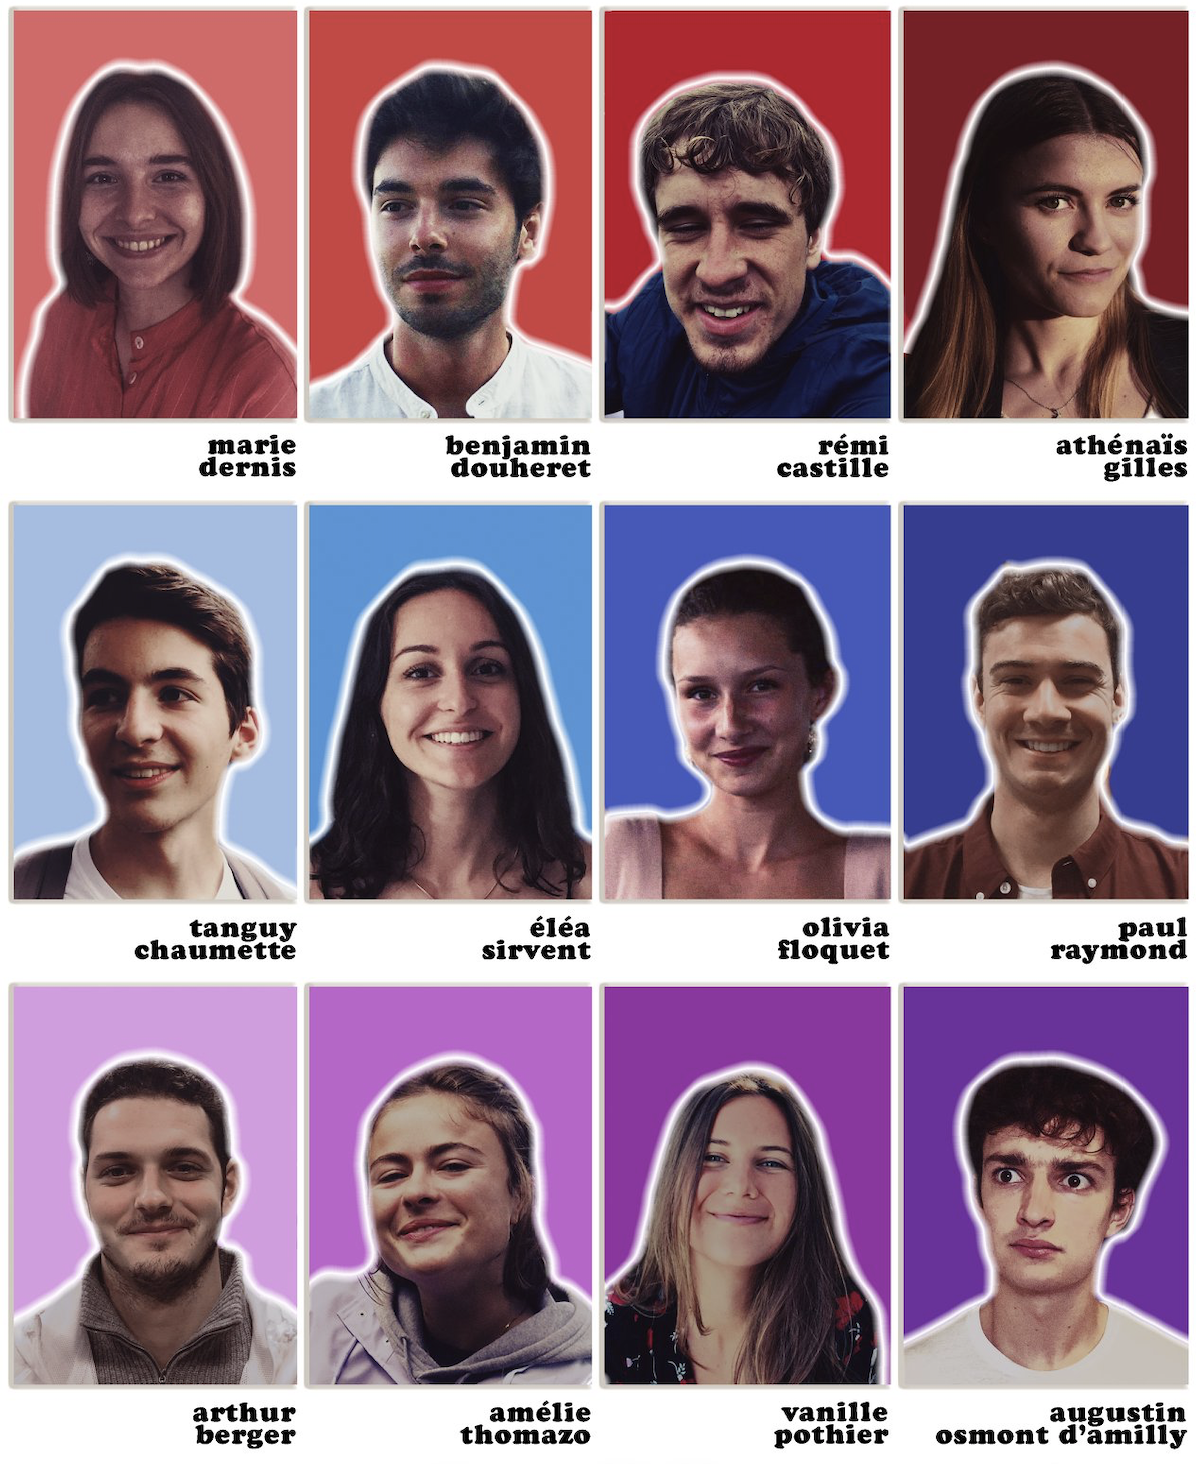 marie
dernis
benjamin
douheret
rémi
castille
athénaïs
gilles
tanguy
chaumette
éléa
sirvent
olivia
floquet
paul
raymond
arthur
berger
amélie
thomazo
vanille
pothier
augustin
osmont d'amilly